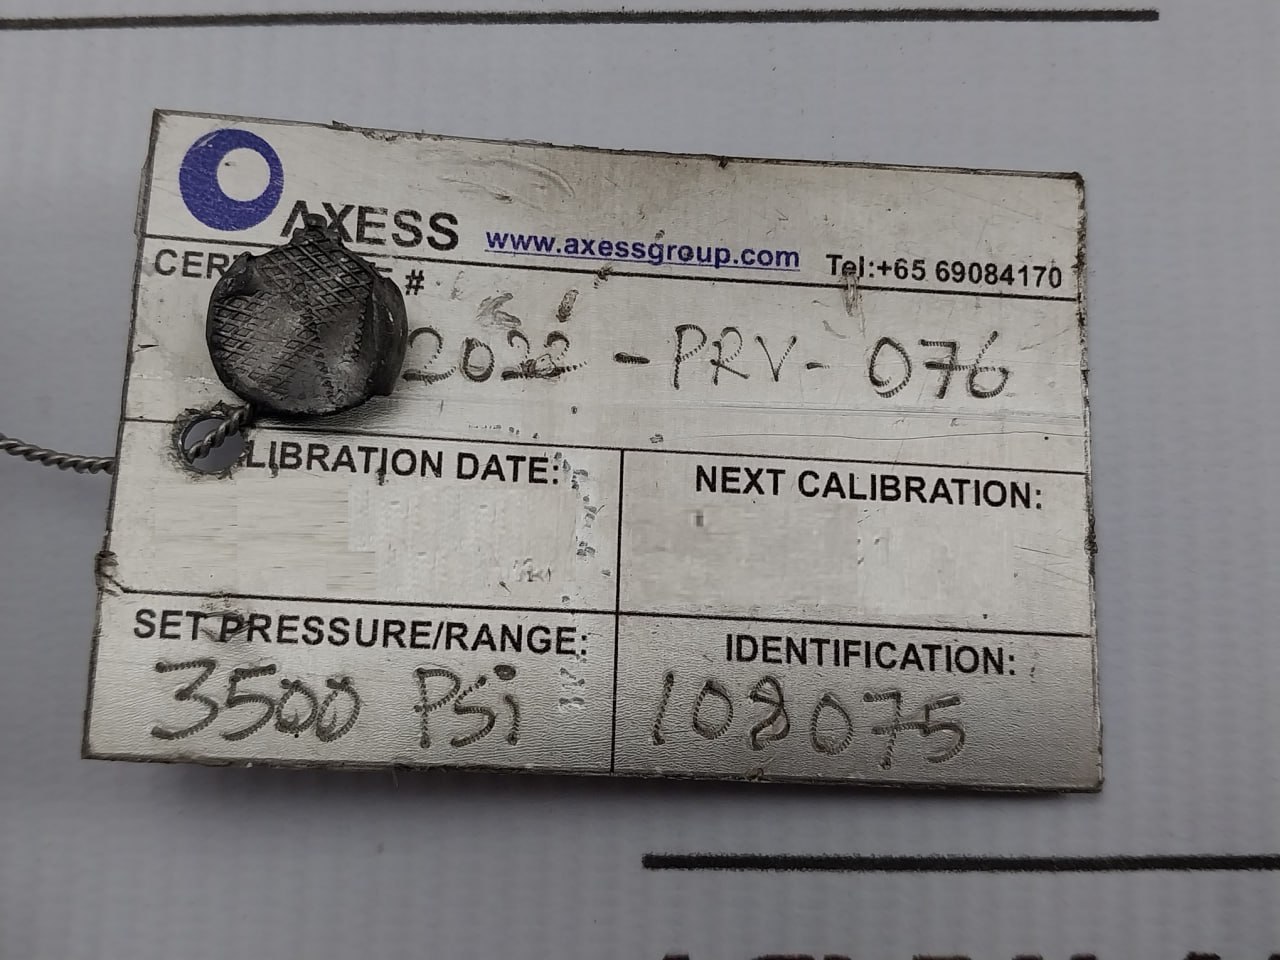 AXESS www.axessgroup.com Tel:+65 69084170
#
2022 - PRV - 076
LIBRATION DATE: NEXT CALIBRATION:
SET PRESSURE/RANGE: IDENTIFICATION:
3500 Psi 108075